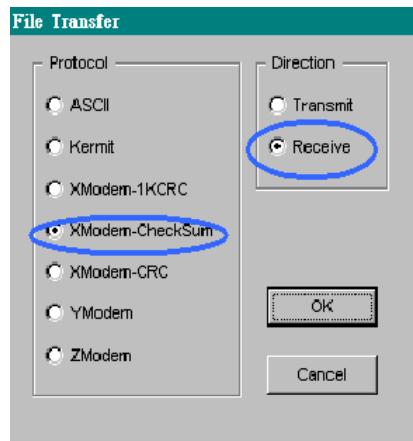 File Transfer
Protocol
ASCII
Kermit
XModem-1KCRC
XModem-CheckSum
XModem-CRC
YModem
ZModem
Direction
Transmit
Receive
OK
Cancel